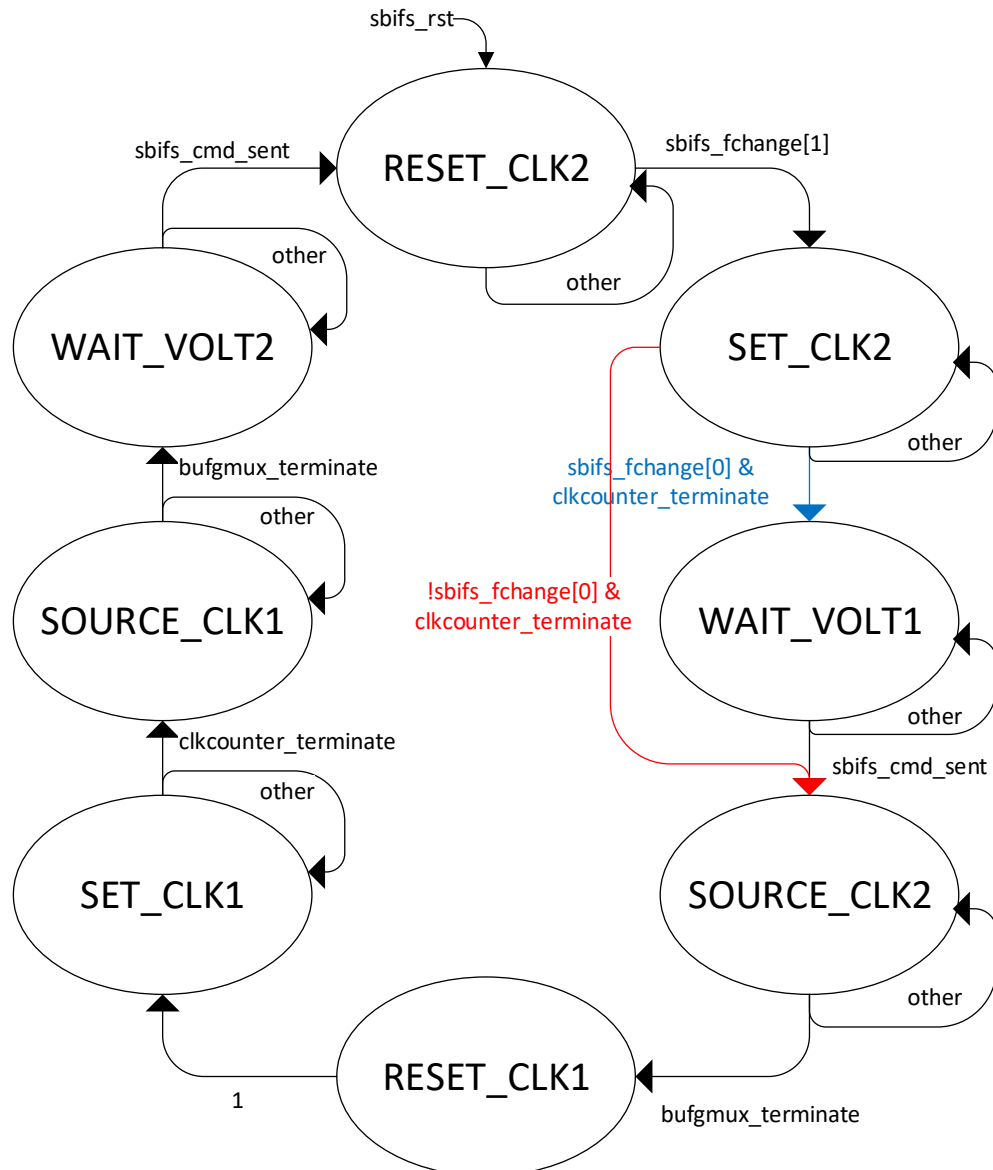 sbifs_rst
sbifs_cmd_sent
RESET_CLK2
sbifs_fchange[1]
other
other
WAIT_VOLT2
SET_CLK2
other
bufgmux_terminate
sbifs_fchange[0] &
clkcounter_terminate
other
SOURCE_CLK1
!sbifs_fchange[0] &
clkcounter_terminate
WAIT_VOLT1
other
clkcounter_terminate
sbifs_cmd_sent
other
SET_CLK1
SOURCE_CLK2
other
RESET_CLK1
1
bufgmux_terminate